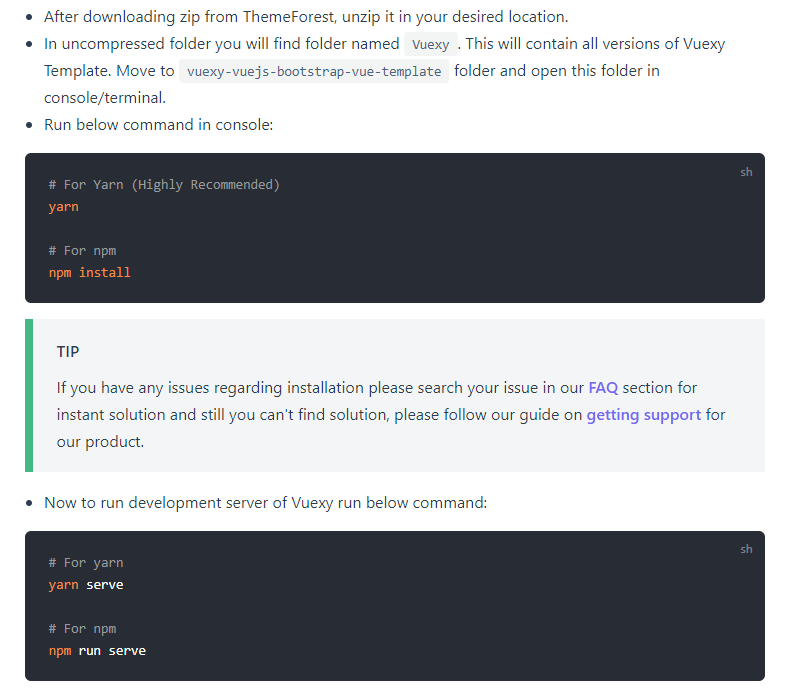 After downloading zip from ThemeForest, unzip it in your desired location.
In uncompressed folder you will find folder named Vuexy . This will contain all versions of Vuexy
Template. Move to vuexy-vuejs-bootstrap-vue-template folder and open this folder in
console/terminal.
Run below command in console:
sh
# For Yarn (Highly Recommended)
yarn
# For npm
npm install
TIP
If you have any issues regarding installation please search your issue in our FAQ section for
instant solution and still you can't find solution, please follow our guide on getting support for
our product.
Now to run development server of Vuexy run below command:
sh
# For yarn
yarn serve
# For npm
npm run serve